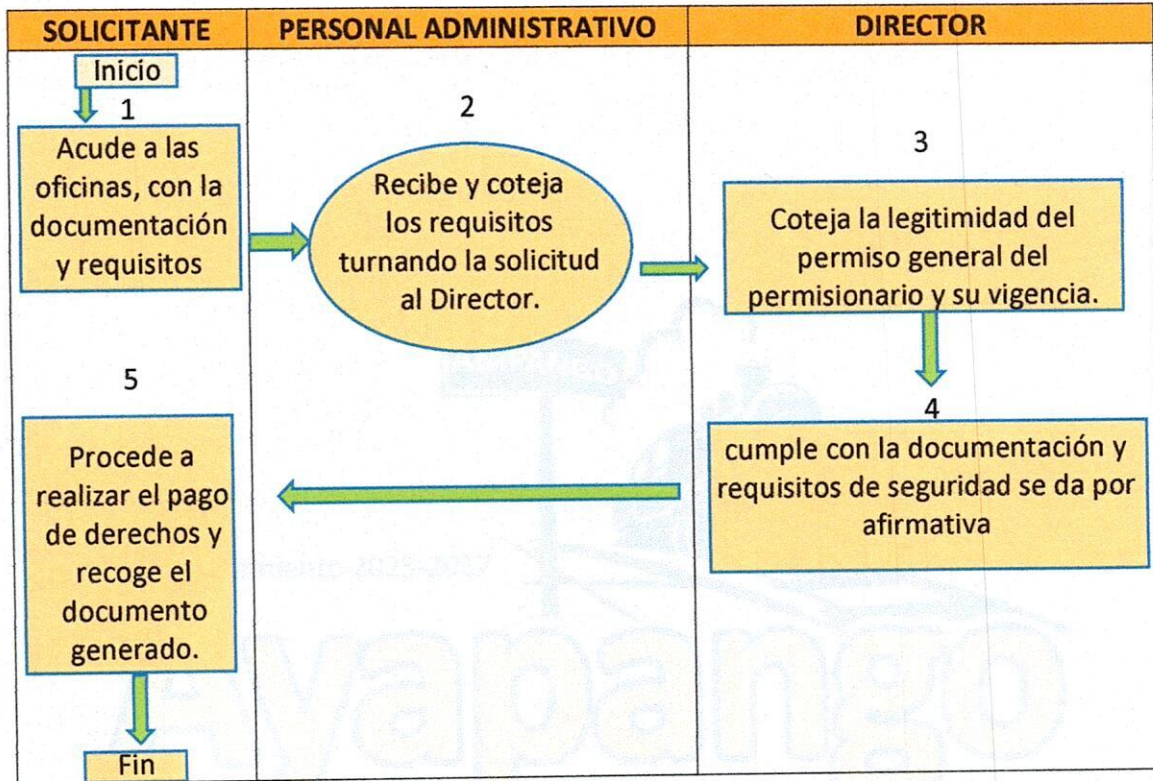 SOLICITANTE
PERSONAL ADMINISTRATIVO
DIRECTOR
Inicio
1
Acude a las
oficinas, con la
documentación
y requisitos
2
Recibe y coteja
los requisitos
turnando la solicitud
al Director.
3
Coteja la legitimidad del
permiso general del
permisionario y su vigencia.
4
cumple con la documentación y
requisitos de seguridad se da por
afirmativa
5
Procede a
realizar el pago
de derechos y
recoge el
documento
generado.
Fin
Ayapango